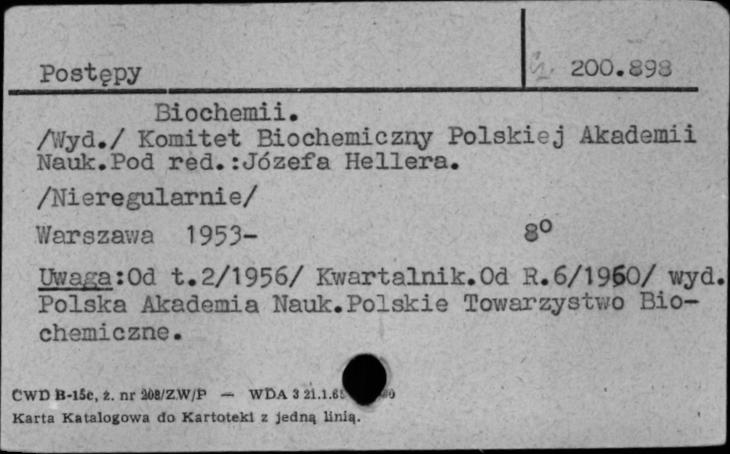 Postępy 200.898
Biochemii.
/Wyd./ Komitet Biochemiczny Polskiej Akademii
Nauk.Pod red.:Józefa Hellera.
/Nieregularnie/
Warszawa 1953- 8º
Uwaga:Od t.2/1956/ Kwartalnik.Od R.6/1960/ wyd.
Polska Akademia Nauk.Polskie Towarzystwo Bio-
chemiczne.
CWD B-15c, ż. nr 208/Z.W/P — WDA 3
Karta Katalogowa do Kartoteki z jedną linią.